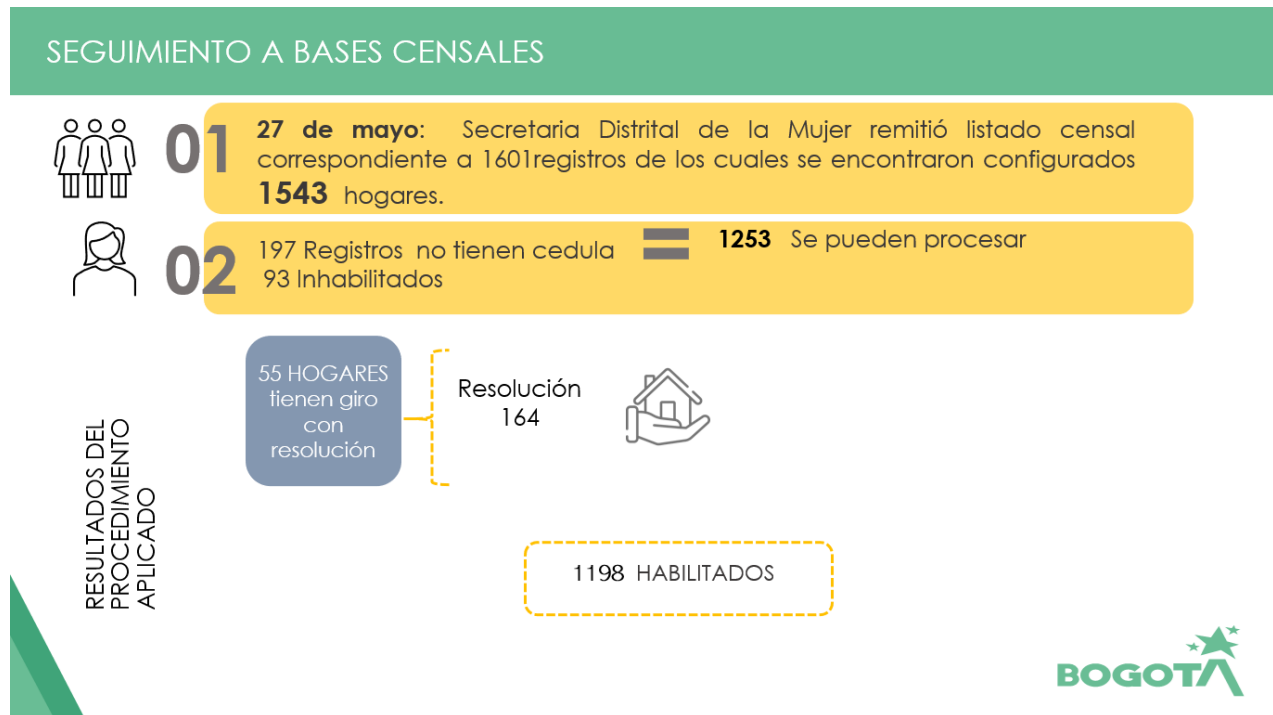 SEGUIMIENTO A BASES CENSALES
01
27 de mayo: Secretaria Distrital de la Mujer remitió listado censal
correspondiente a 1601registros de los cuales se encontraron configurados
1543 hogares.
02
197 Registros no tienen cedula
93 Inhabilitados
=
1253 Se pueden procesar
RESULTADOS DEL
PROCEDIMIENTO
APLICADO
55 HOGARES
tienen giro
con
resolución
Resolución
164
1198 HABILITADOS
BOGOTÁ